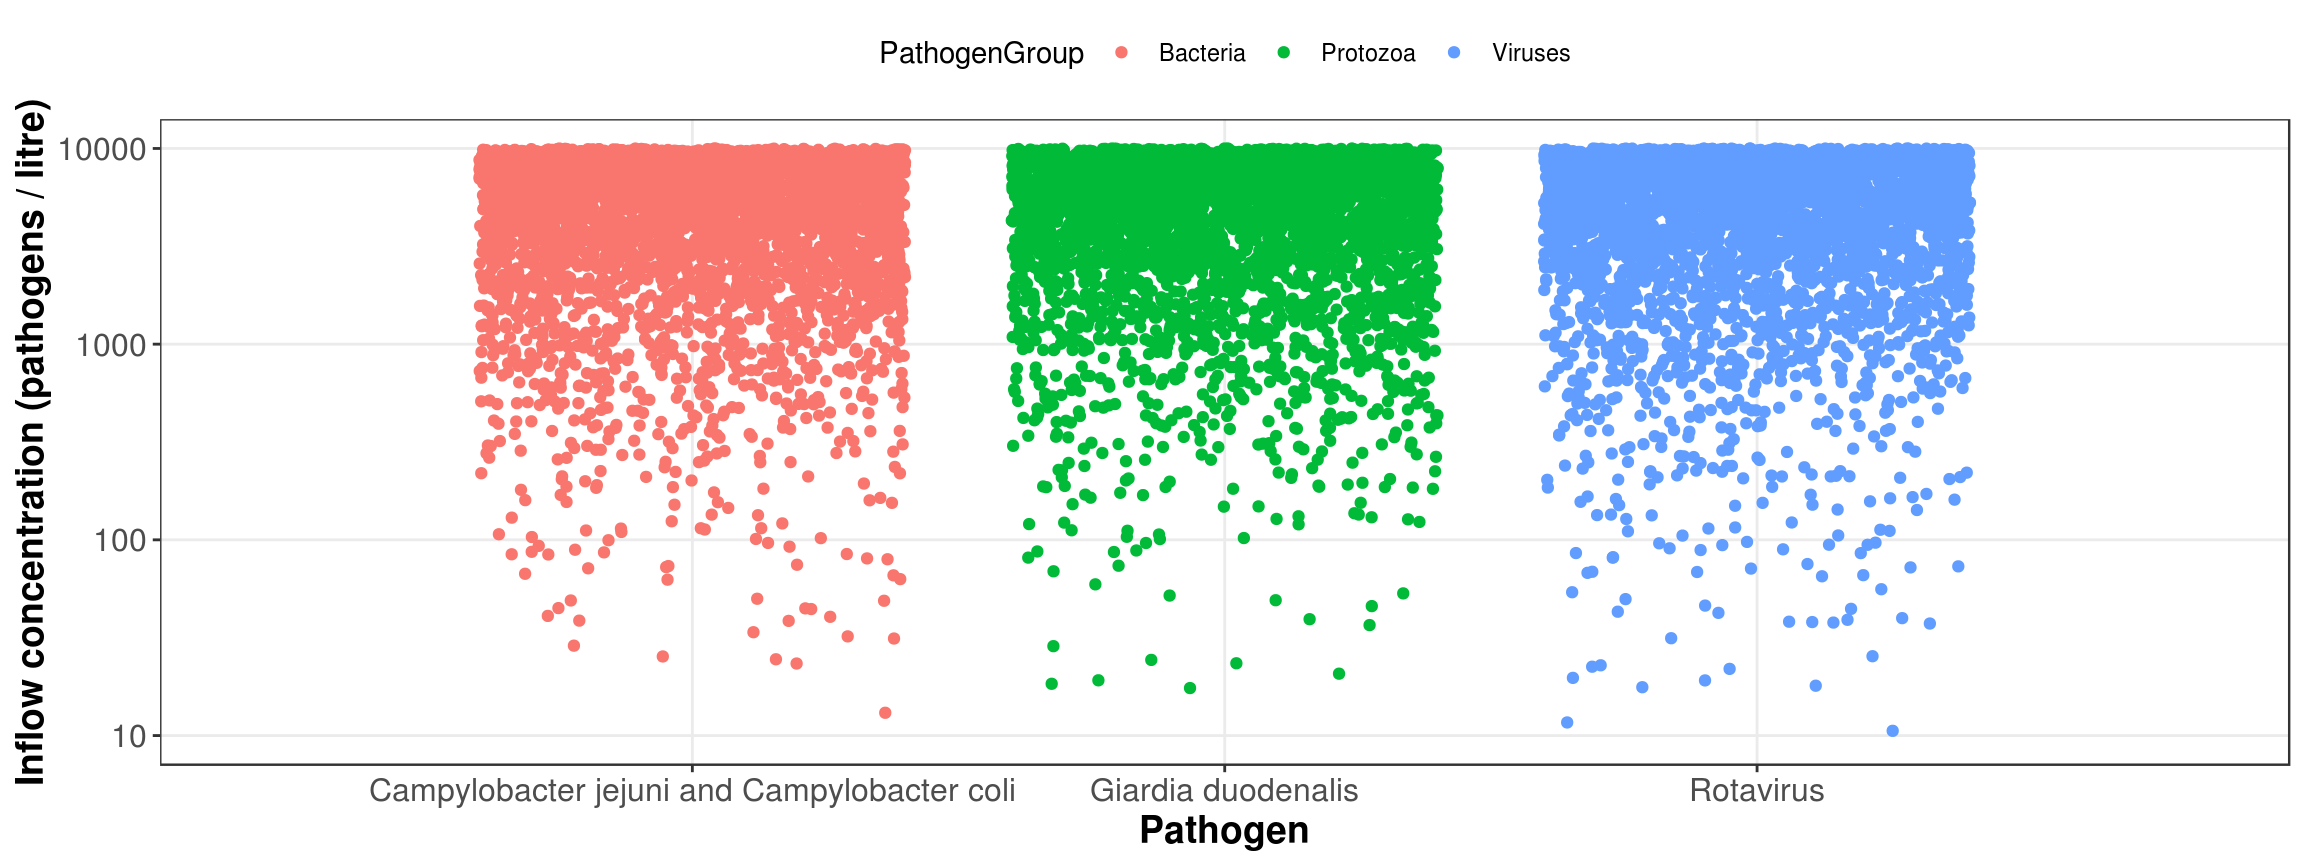 PathogenGroup Bacteria Protozoa Viruses
Inflow concentration (pathogens / litre)
10000
1000
100
10
Campylobacter jejuni and Campylobacter coli Giardia duodenalis Rotavirus
Pathogen